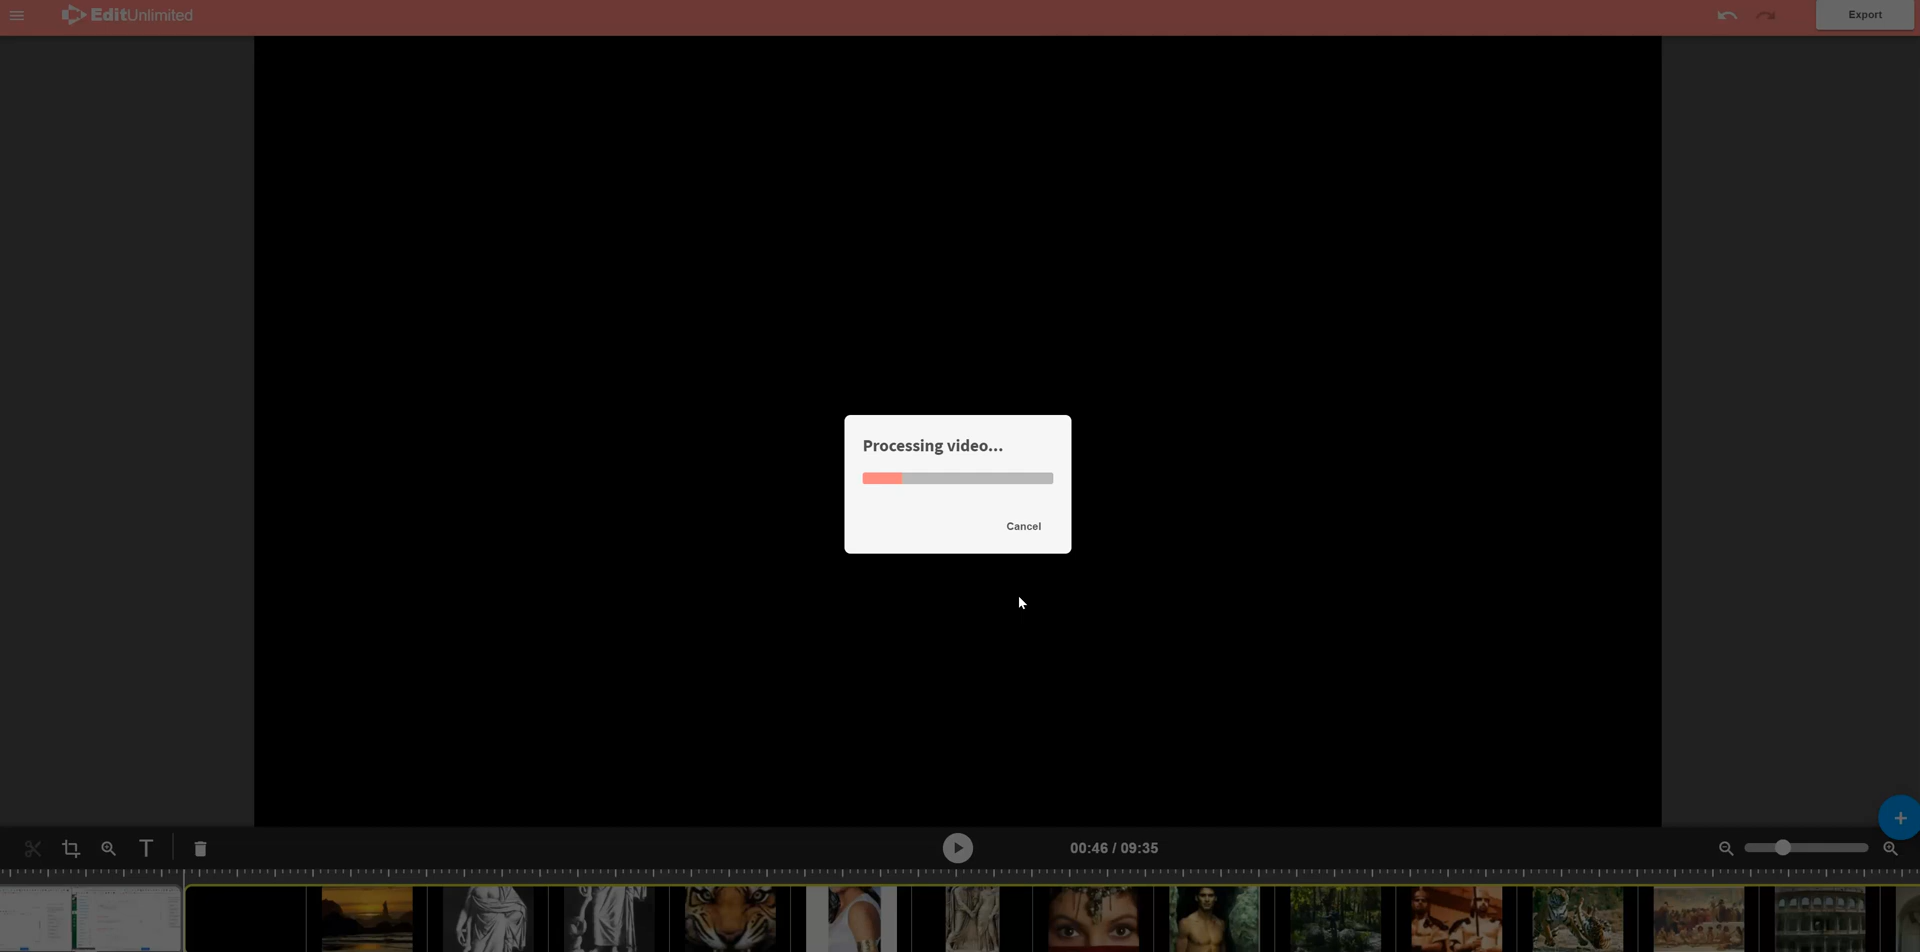 EditUnlimited
Export
Processing video...
Cancel
T
00:46 / 09:35